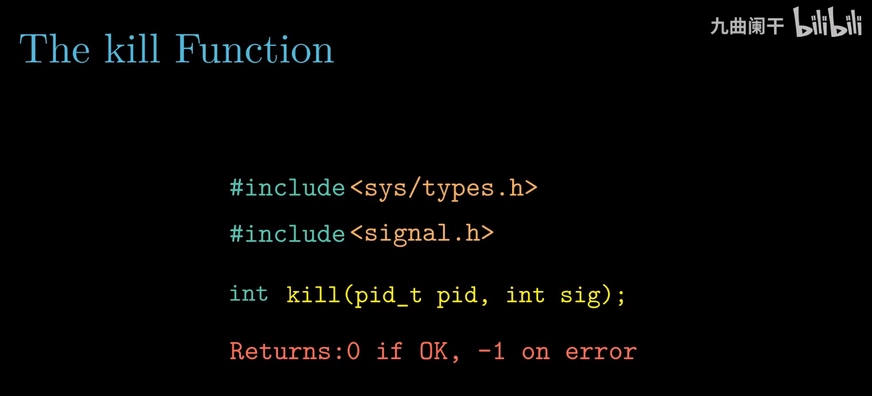 The kill Function
九曲阑干 bilibili
#include<sys/types.h>
#include<signal.h>
int kill(pid_t pid, int sig);
Returns:0 if OK, -1 on error